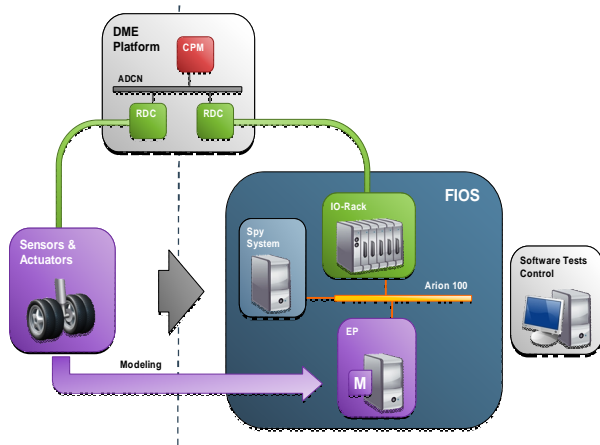 DME
Platform
CPM
ADCN
RDC
RDC
FIOS
IO-Rack
Spy
System
Sensors &
Actuators
Software Tests
Control
Arion 100
EP
M
Modeling